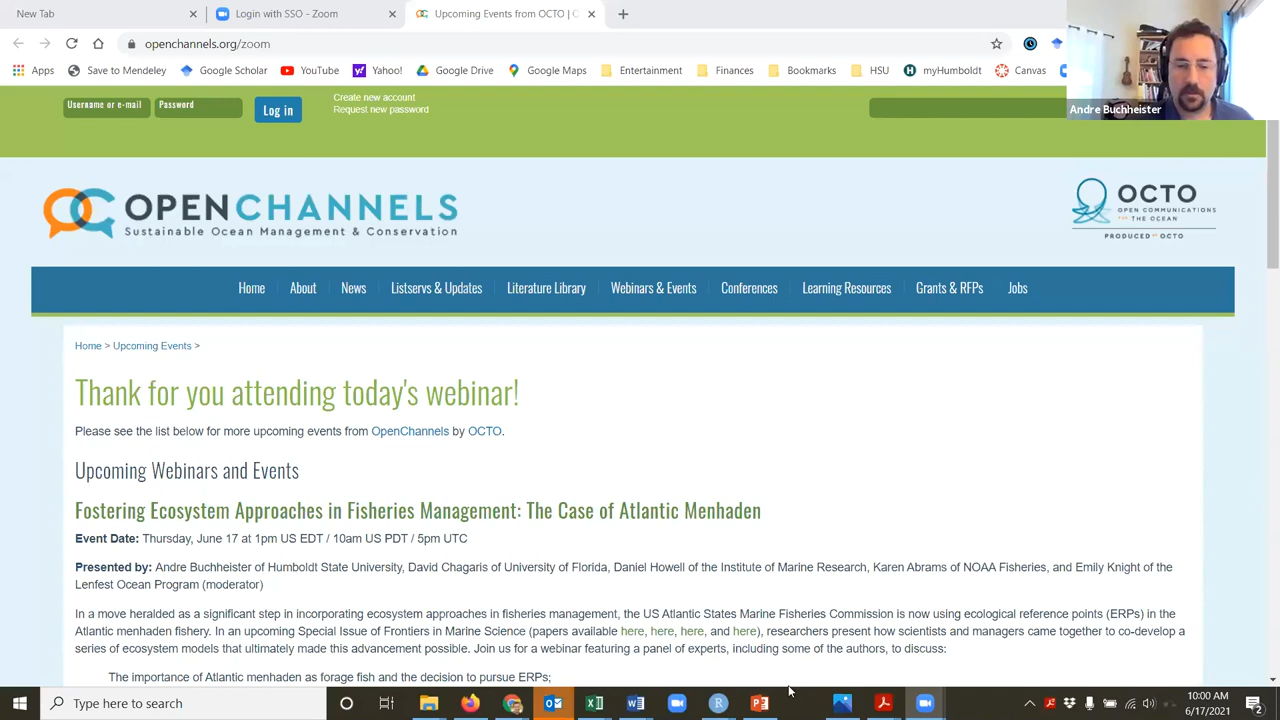 New Tab
Login with SSO - Zoom
Upcoming Events from OCTO | C
openchannels.org/zoom
Apps
Save to Mendeley
Google Scholar
YouTube
Yahoo!
Google Drive
Google Maps
Entertainment
Finances
Bookmarks
HSU
myHumboldt
Canvas
Andre Buchheister
Username or e-mail
Password
Log in
Create new account
Request new password
OPENCHANNELS
Sustainable Ocean Management & Conservation
OCTO
OPEN COMMUNICATIONS
FOR THE OCEAN
PRODUCED BY OCTO
Home
About
News
Listservs & Updates
Literature Library
Webinars & Events
Conferences
Learning Resources
Grants & RFPs
Jobs
Home > Upcoming Events >
Thank for you attending today's webinar!
Please see the list below for more upcoming events from OpenChannels by OCTO.
Upcoming Webinars and Events
Fostering Ecosystem Approaches in Fisheries Management: The Case of Atlantic Menhaden
Event Date: Thursday, June 17 at 1pm US EDT / 10am US PDT / 5pm UTC
Presented by: Andre Buchheister of Humboldt State University, David Chagaris of University of Florida, Daniel Howell of the Institute of Marine Research, Karen Abrams of NOAA Fisheries, and Emily Knight of the
Lenfest Ocean Program (moderator)
In a move heralded as a significant step in incorporating ecosystem approaches in fisheries management, the US Atlantic States Marine Fisheries Commission is now using ecological reference points (ERPs) in the
Atlantic menhaden fishery. In an upcoming Special Issue of Frontiers in Marine Science (papers available here, here, here, and here), researchers present how scientists and managers came together to co-develop a
series of ecosystem models that ultimately made this advancement possible. Join us for a webinar featuring a panel of experts, including some of the authors, to discuss:
The importance of Atlantic menhaden as forage fish and the decision to pursue ERPs;
Type here to search
10:00 AM
6/17/2021
2